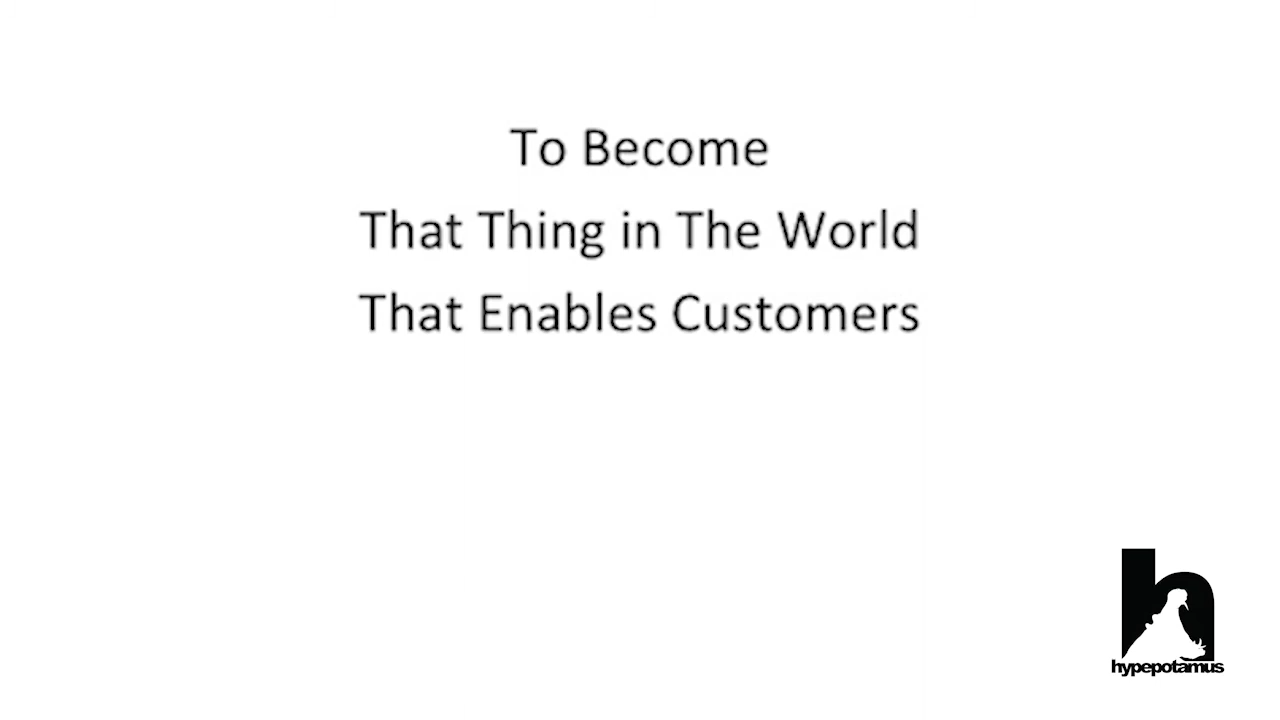 To Become
That Thing in The World
That Enables Customers
hypepotamus